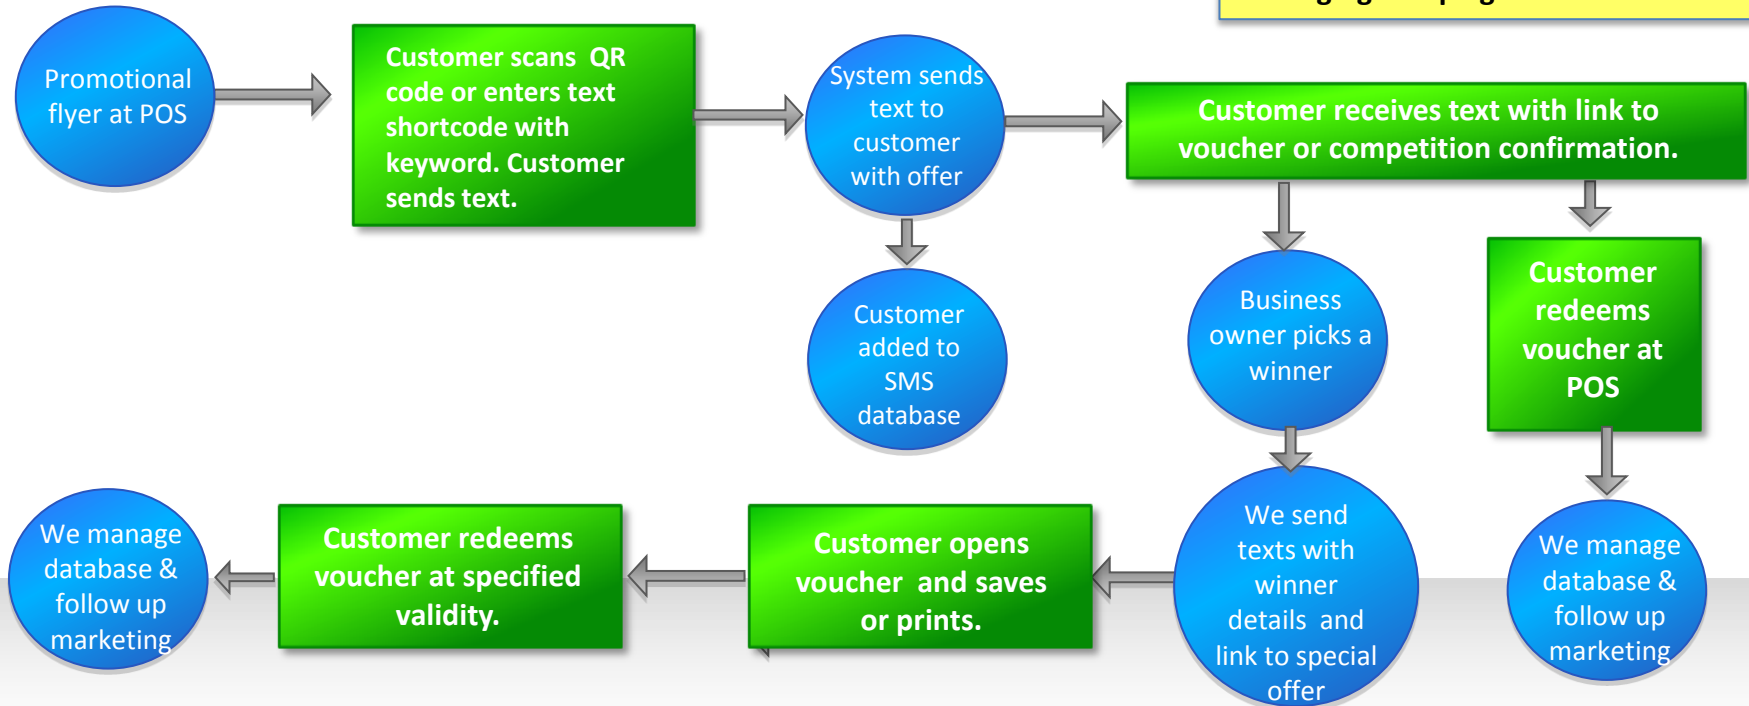 Promotional
flyer at POS
Customer scans QR
code or enters text
shortcode with
keyword. Customer
sends text.
System sends
text to
customer
with offer
Customer receives text with link to
voucher or competition confirmation.
Customer
added to
SMS
database
Business
owner picks a
winner
Customer
redeems
voucher at
POS
We manage
database &
follow up
marketing
Customer redeems
voucher at specified
validity.
Customer opens
voucher and saves
or prints.
We send
texts with
winner
details and
link to special
offer
We manage
database &
follow up
marketing